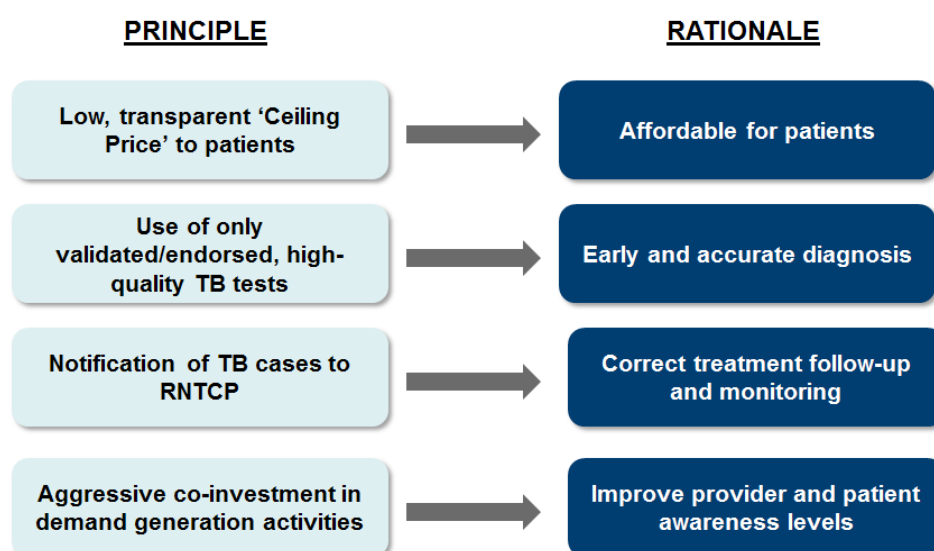 PRINCIPLE
RATIONALE
Low, transparent ‘Ceiling
Price’ to patients
Affordable for patients
Use of only
validated/endorsed, high-
quality TB tests
Early and accurate diagnosis
Notification of TB cases to
RNTCP
Correct treatment follow-up
and monitoring
Aggressive co-investment in
demand generation activities
Improve provider and patient
awareness levels